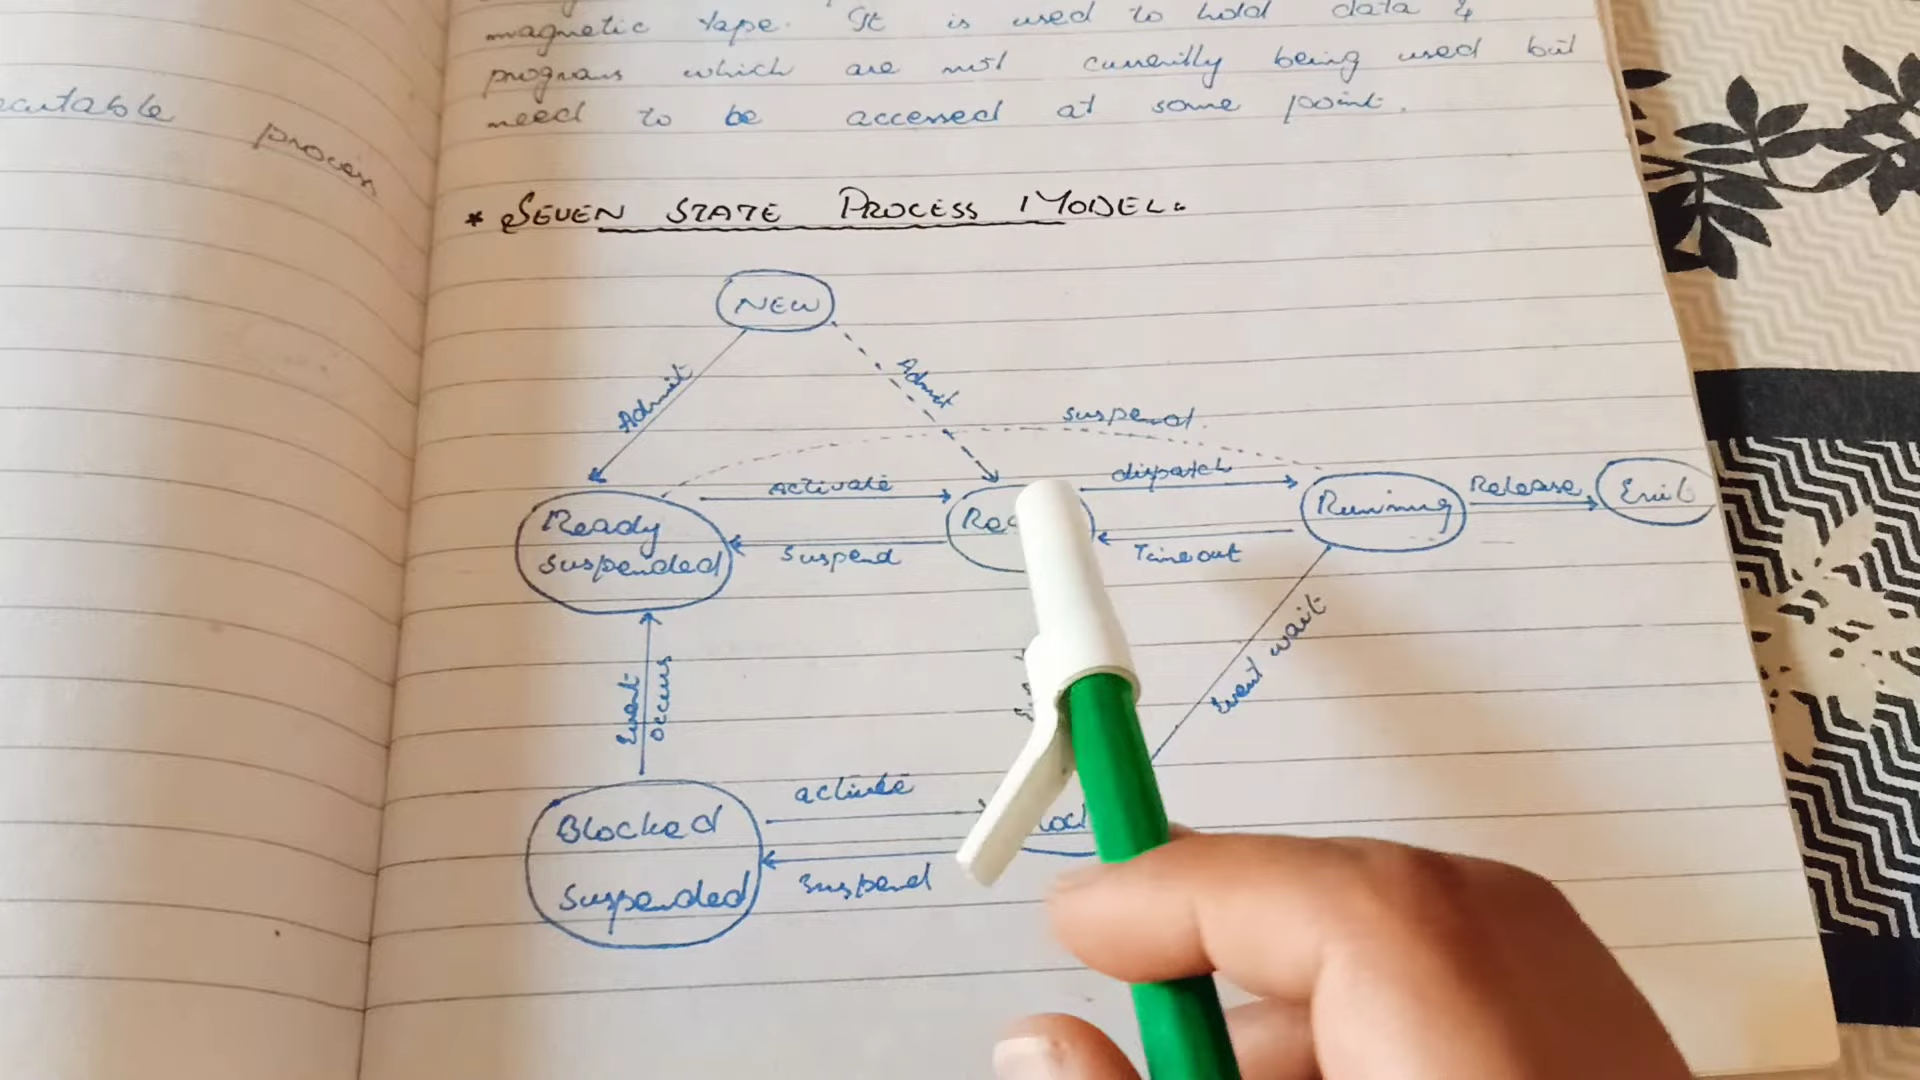 magnetic tape. It is used to hold data &
programs which are not currently being used but
need to be accessed at some point.
process
* SEVEN STATE PROCESS MODEL.
NEW
Admit
Admit
suspend.
Activate
dispatch
Release
Ready
suspended
Running
Exit
Suspend
Timeout
Event wait
Event
occurs
activate
Blocked
Suspended
Suspend